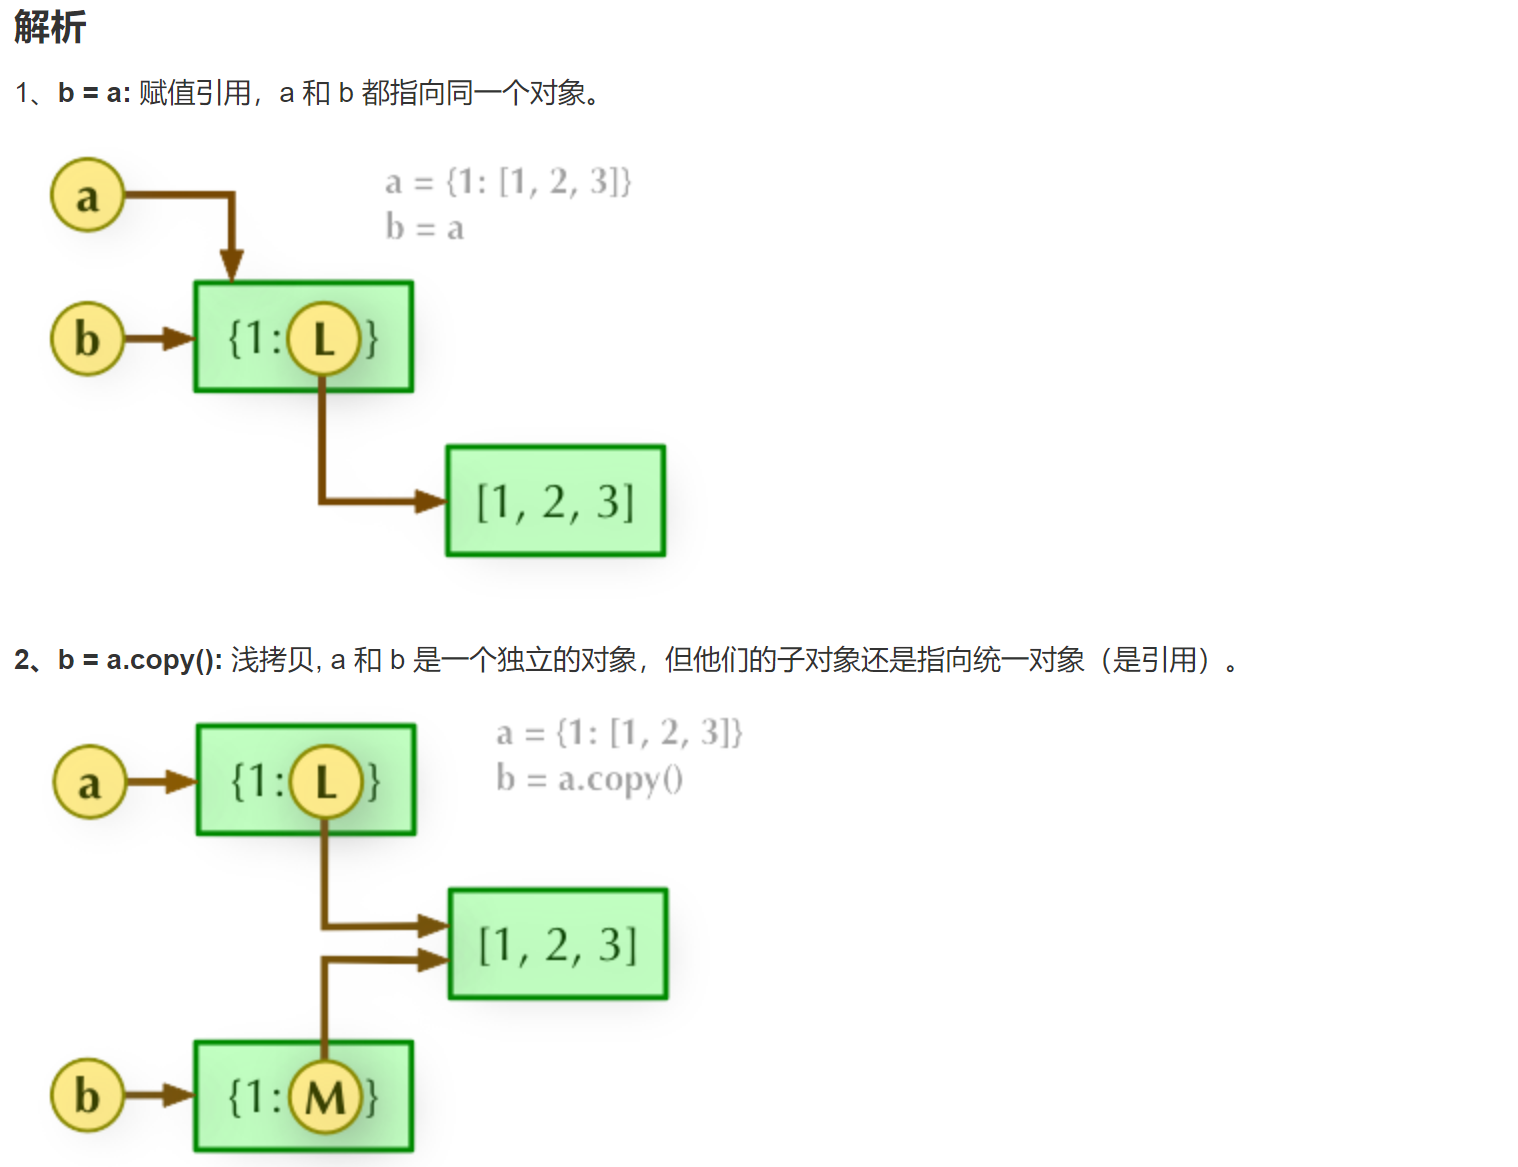 解析
1、b = a: 赋值引用，a 和 b 都指向同一个对象。
a
a = {1: [1, 2, 3]}
b = a
b
{1: L }
[1, 2, 3]
2、b = a.copy(): 浅拷贝, a 和 b 是一个独立的对象，但他们的子对象还是指向统一对象（是引用）。
a = {1: [1, 2, 3]}
b = a.copy()
a
{1: L }
[1, 2, 3]
b
{1: M }